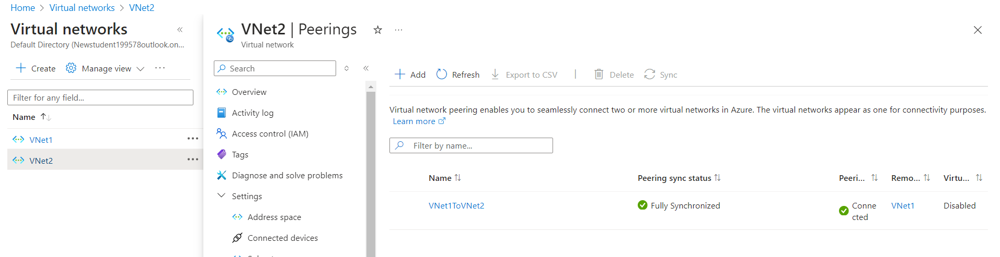 Home > Virtual networks > VNet2
Virtual networks «
Default Directory (Newstudent199578outlook.on...
+ Create Manage view ...
Filter for any field...
Name ↑↓
VNet1 ...
VNet2 ...
VNet2 | Peerings ☆ ...
Virtual network
Search
«
Overview
Activity log
Access control (IAM)
Tags
Diagnose and solve problems
Settings
Address space
Connected devices
+ Add Refresh Export to CSV | Delete Sync
Virtual network peering enables you to seamlessly connect two or more virtual networks in Azure. The virtual networks appear as one for connectivity purposes.
Learn more
Filter by name...
Name ↑↓ Peering sync status ↑↓ Peeri... ↑↓ Remo... ↑↓ Virtu... ↑↓
VNet1ToVNet2 Fully Synchronized Conne VNet1 Disabled
cted